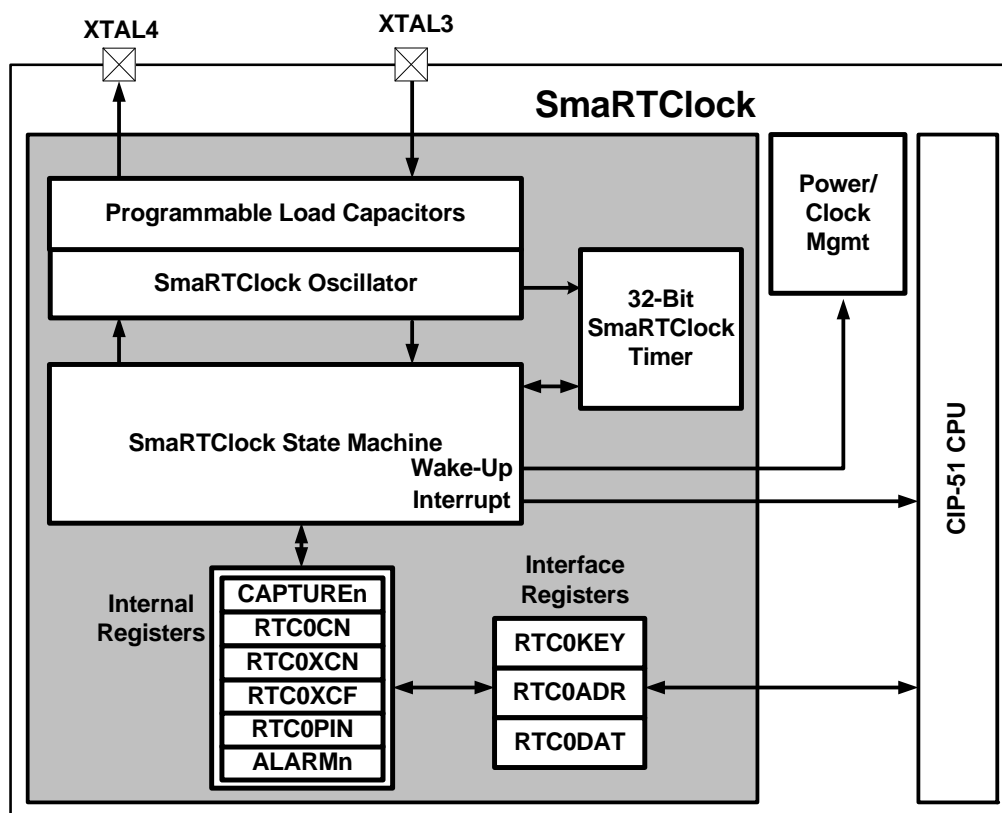 XTAL4
XTAL3
SmaRTClock
Programmable Load Capacitors
SmaRTClock Oscillator
32-Bit
SmaRTClock
Timer
Power/
Clock
Mgmt
CIP-51 CPU
SmaRTClock State Machine
Wake-Up
Interrupt
Internal
Registers
CAPTUREn
RTC0CN
RTC0XCN
RTC0XCF
RTC0PIN
ALARMn
Interface
Registers
RTC0KEY
RTC0ADR
RTC0DAT